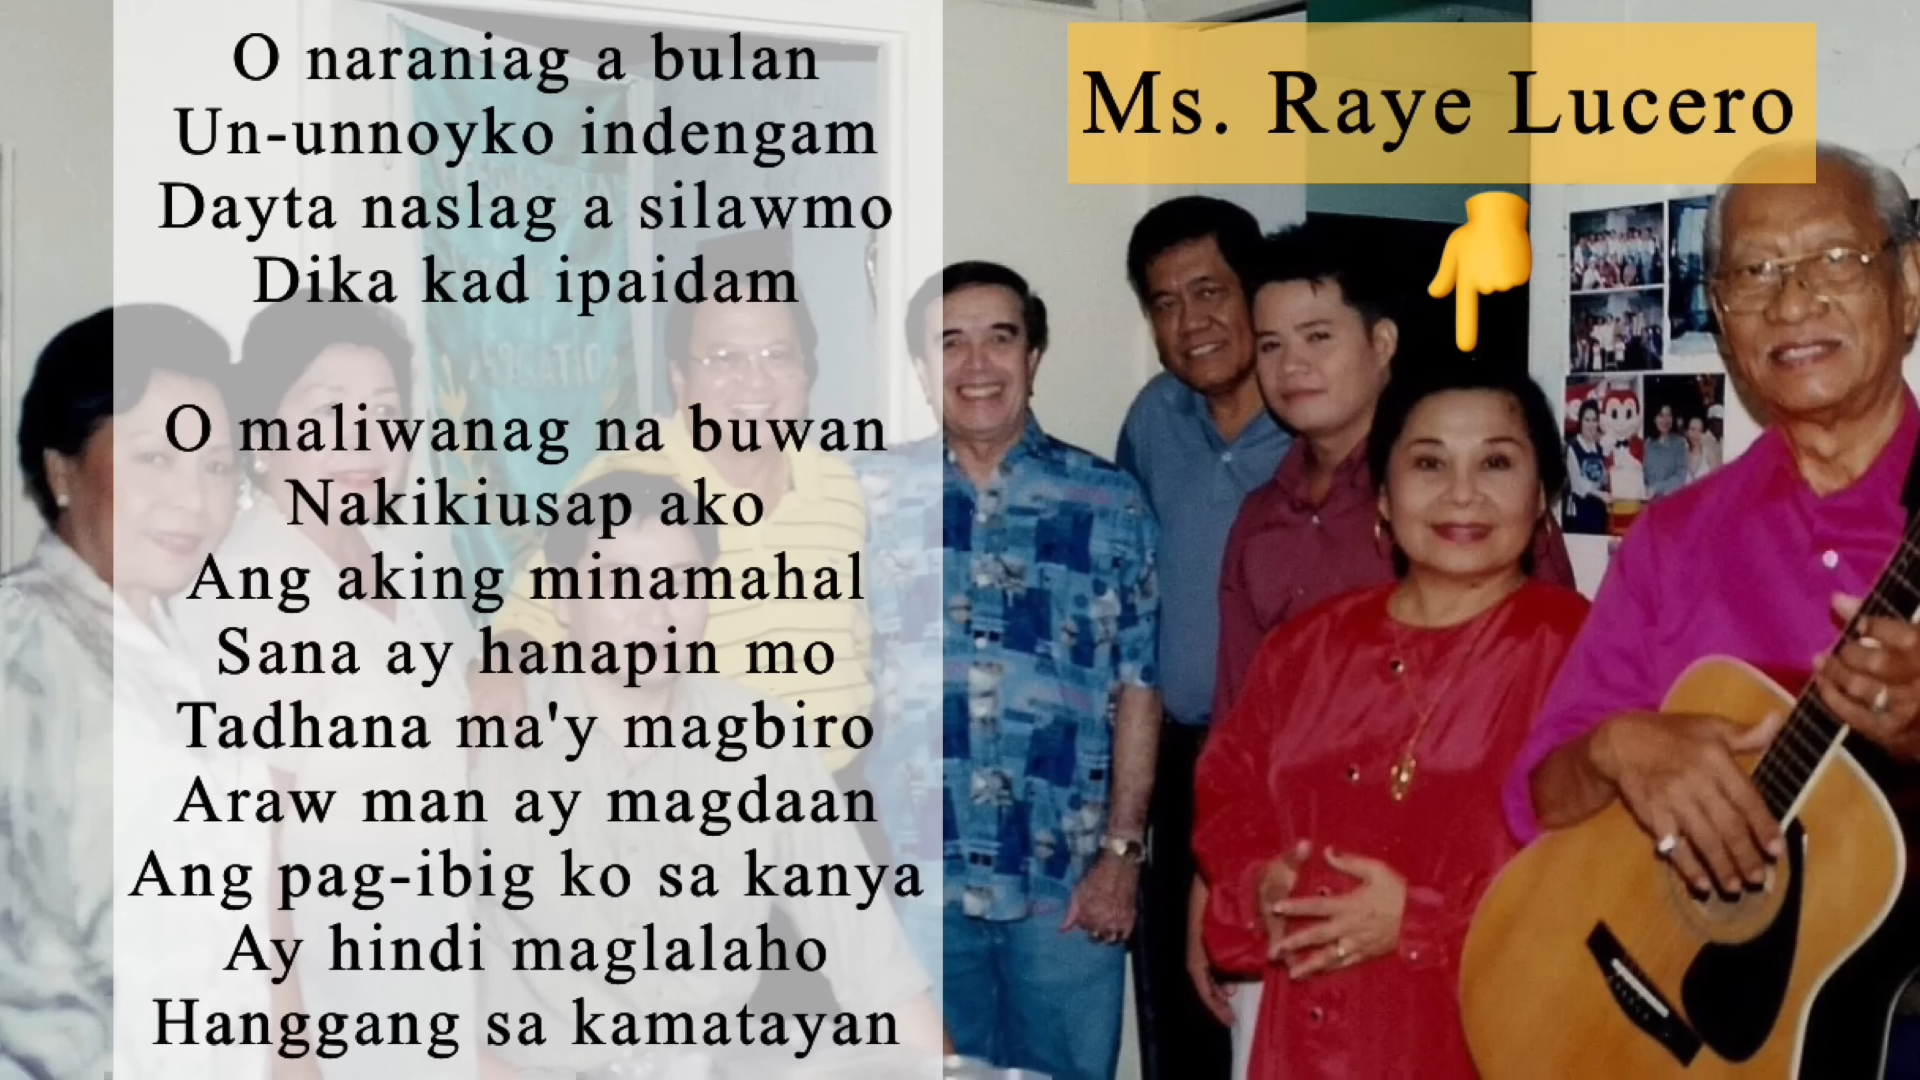 O naraniag a bulan
Un-unnoyko indengam
Dayta naslag a silawmo
Dika kad ipaidam
O maliwanag na buwan
Nakikiusap ako
Ang aking minamahal
Sana ay hanapin mo
Tadhana ma'y magbiro
Araw man ay magdaan
Ang pag-ibig ko sa kanya
Ay hindi maglalaho
Hanggang sa kamatayan
Ms. Raye Lucero